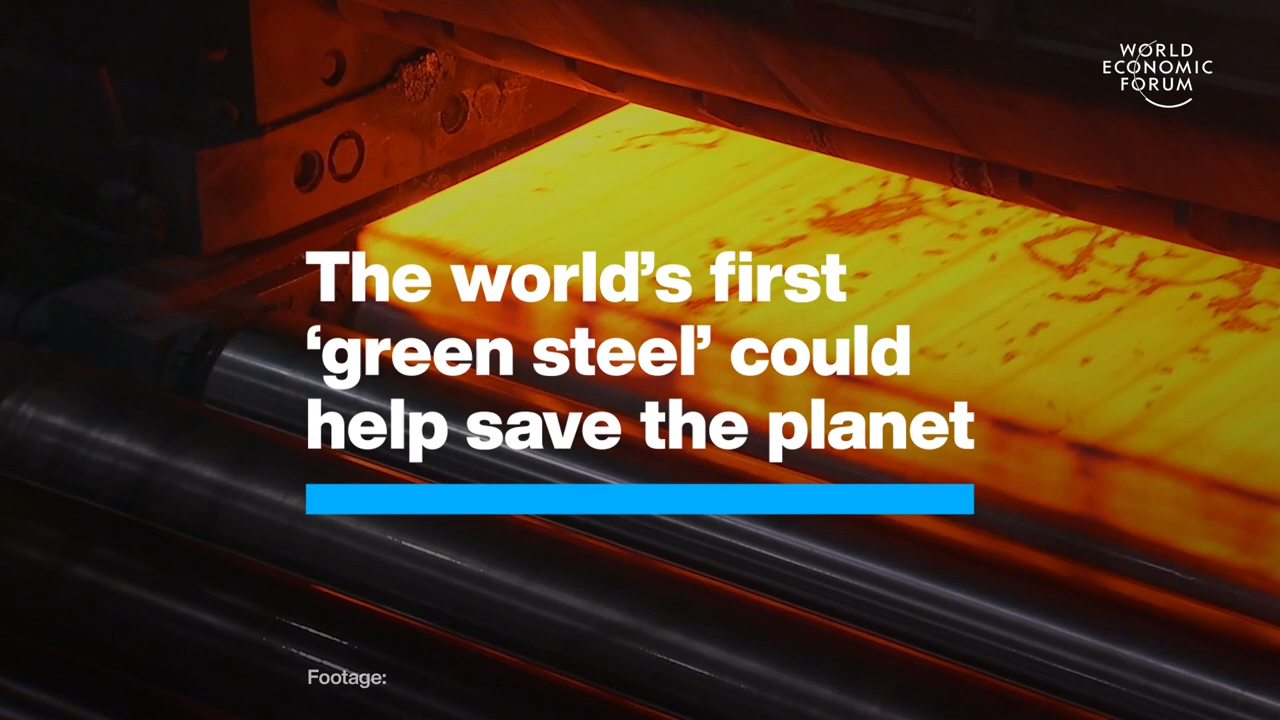 WORLD
ECONOMIC
FORUM
The world’s first
‘green steel’ could
help save the planet
Footage: